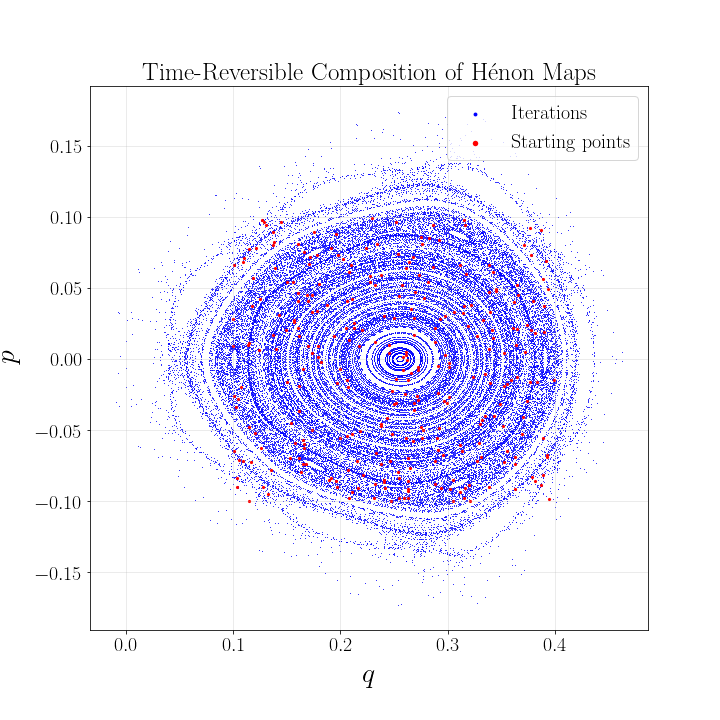 Time-Reversible Composition of Hénon Maps
Iterations
Starting points
0.15
0.10
0.05
0.00
−0.05
−0.10
−0.15
p
0.0 0.1 0.2 0.3 0.4
q